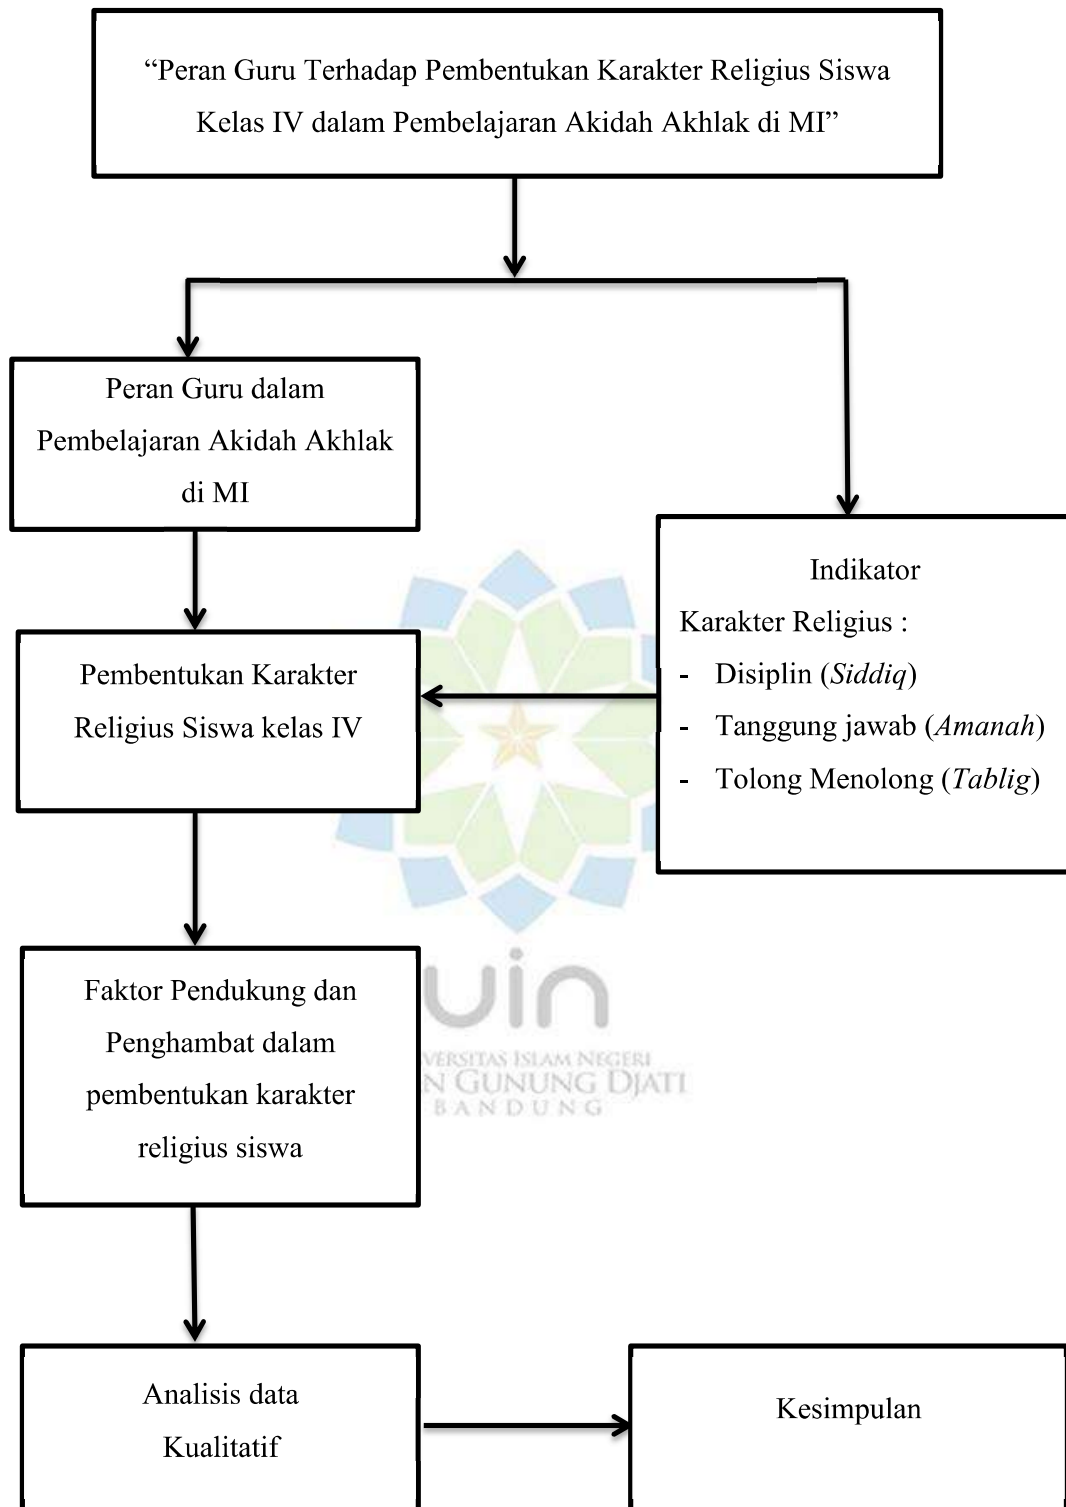 “Peran Guru Terhadap Pembentukan Karakter Religius Siswa
Kelas IV dalam Pembelajaran Akidah Akhlak di MI”
Peran Guru dalam
Pembelajaran Akidah Akhlak
di MI
Indikator
Karakter Religius :
- Disiplin (Siddiq)
- Tanggung jawab (Amanah)
- Tolong Menolong (Tablig)
Pembentukan Karakter
Religius Siswa kelas IV
Faktor Pendukung dan
Penghambat dalam
pembentukan karakter
religius siswa
uin
VERSITAS ISLAM NEGERI
N GUNUNG DJATI
BANDUNG
Analisis data
Kualitatif
Kesimpulan